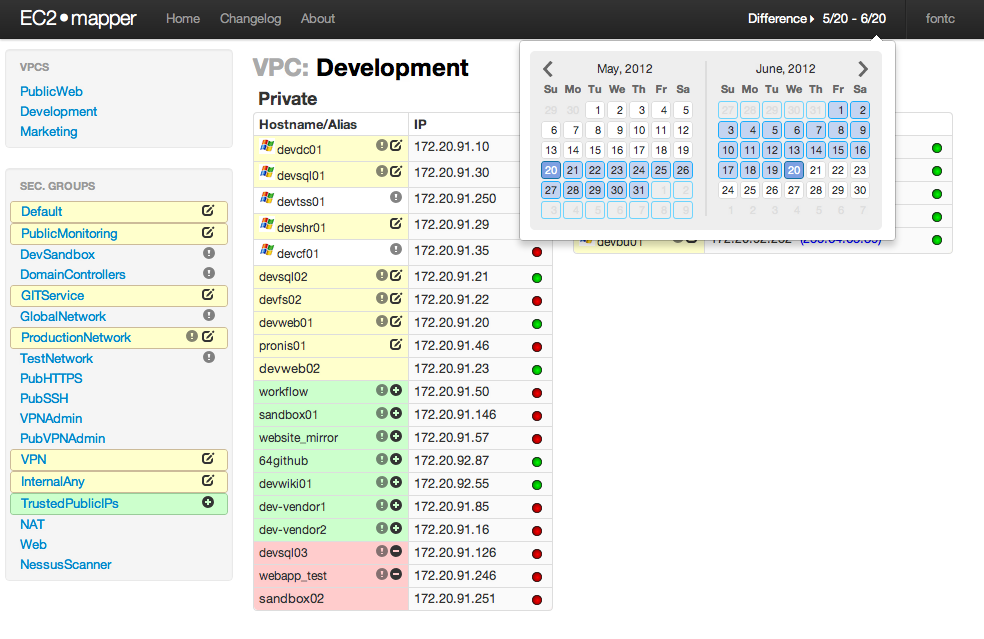 EC2•mapper Home Changelog About Difference 5/20 - 6/20 fontc
VPCS
PublicWeb
Development
Marketing
SEC. GROUPS
Default
PublicMonitoring
DevSandbox
DomainControllers
GITService
GlobalNetwork
ProductionNetwork
TestNetwork
PubHTTPS
PubSSH
VPNAdmin
PubVPNAdmin
VPN
InternalAny
TrustedPublicIPs
NAT
Web
NessusScanner
VPC: Development
Private
Hostname/Alias IP
devdc01 172.20.91.10
devsql01 172.20.91.30
devtss01 172.20.91.250
devshr01 172.20.91.29
devcf01 172.20.91.35
devsql02 172.20.91.21
devfs02 172.20.91.22
devweb01 172.20.91.20
pronis01 172.20.91.46
devweb02 172.20.91.23
workflow 172.20.91.50
sandbox01 172.20.91.146
website_mirror 172.20.91.57
64github 172.20.92.87
devwiki01 172.20.92.55
dev-vendor1 172.20.91.85
dev-vendor2 172.20.91.16
devsql03 172.20.91.126
webapp_test 172.20.91.246
sandbox02 172.20.91.251
May, 2012
Su Mo Tu We Th Fr Sa
29 30 1 2 3 4 5
6 7 8 9 10 11 12
13 14 15 16 17 18 19
20 21 22 23 24 25 26
27 28 29 30 31 1 2
3 4 5 6 7 8 9
June, 2012
Su Mo Tu We Th Fr Sa
27 28 29 30 31 1 2
3 4 5 6 7 8 9
10 11 12 13 14 15 16
17 18 19 20 21 22 23
24 25 26 27 28 29 30
1 2 3 4 5 6 7